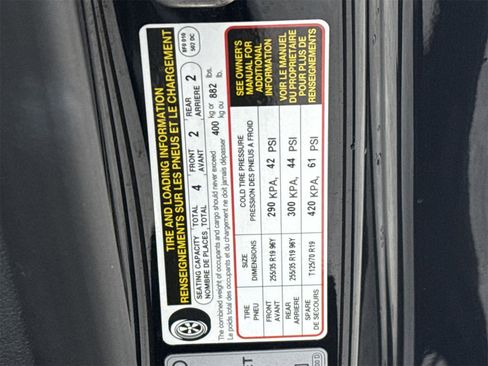 TIRE AND LOADING INFORMATION
RENSEIGNEMENTS SUR LES PNEUS ET LE CHARGEMENT
8F0 010
502 DC
SEATING CAPACITY TOTAL 4 FRONT 2 REAR 2
NOMBRE DE PLACES, TOTAL AVANT ARRIERE
The combined weight of occupants and cargo should never exceed 400 kg or 882 lbs.
Le poids total des occupants et du chargement ne doit jamais dépasser kg ou lbs.
TIRE SIZE COLD TIRE PRESSURE
PNEU DIMENSIONS PRESSION DES PNEUS A FROID
FRONT 255/35 R19 96Y 290 KPA, 42 PSI
AVANT
REAR 255/35 R19 96Y 300 KPA, 44 PSI
ARRIERE
SPARE T125/70 R19 420 KPA, 61 PSI
DE SECOURS
SEE OWNER'S
MANUAL FOR
ADDITIONAL
INFORMATION
VOIR LE MANUEL
DU PROPRIETAIRE
POUR PLUS DE
RENSEIGNEMENTS